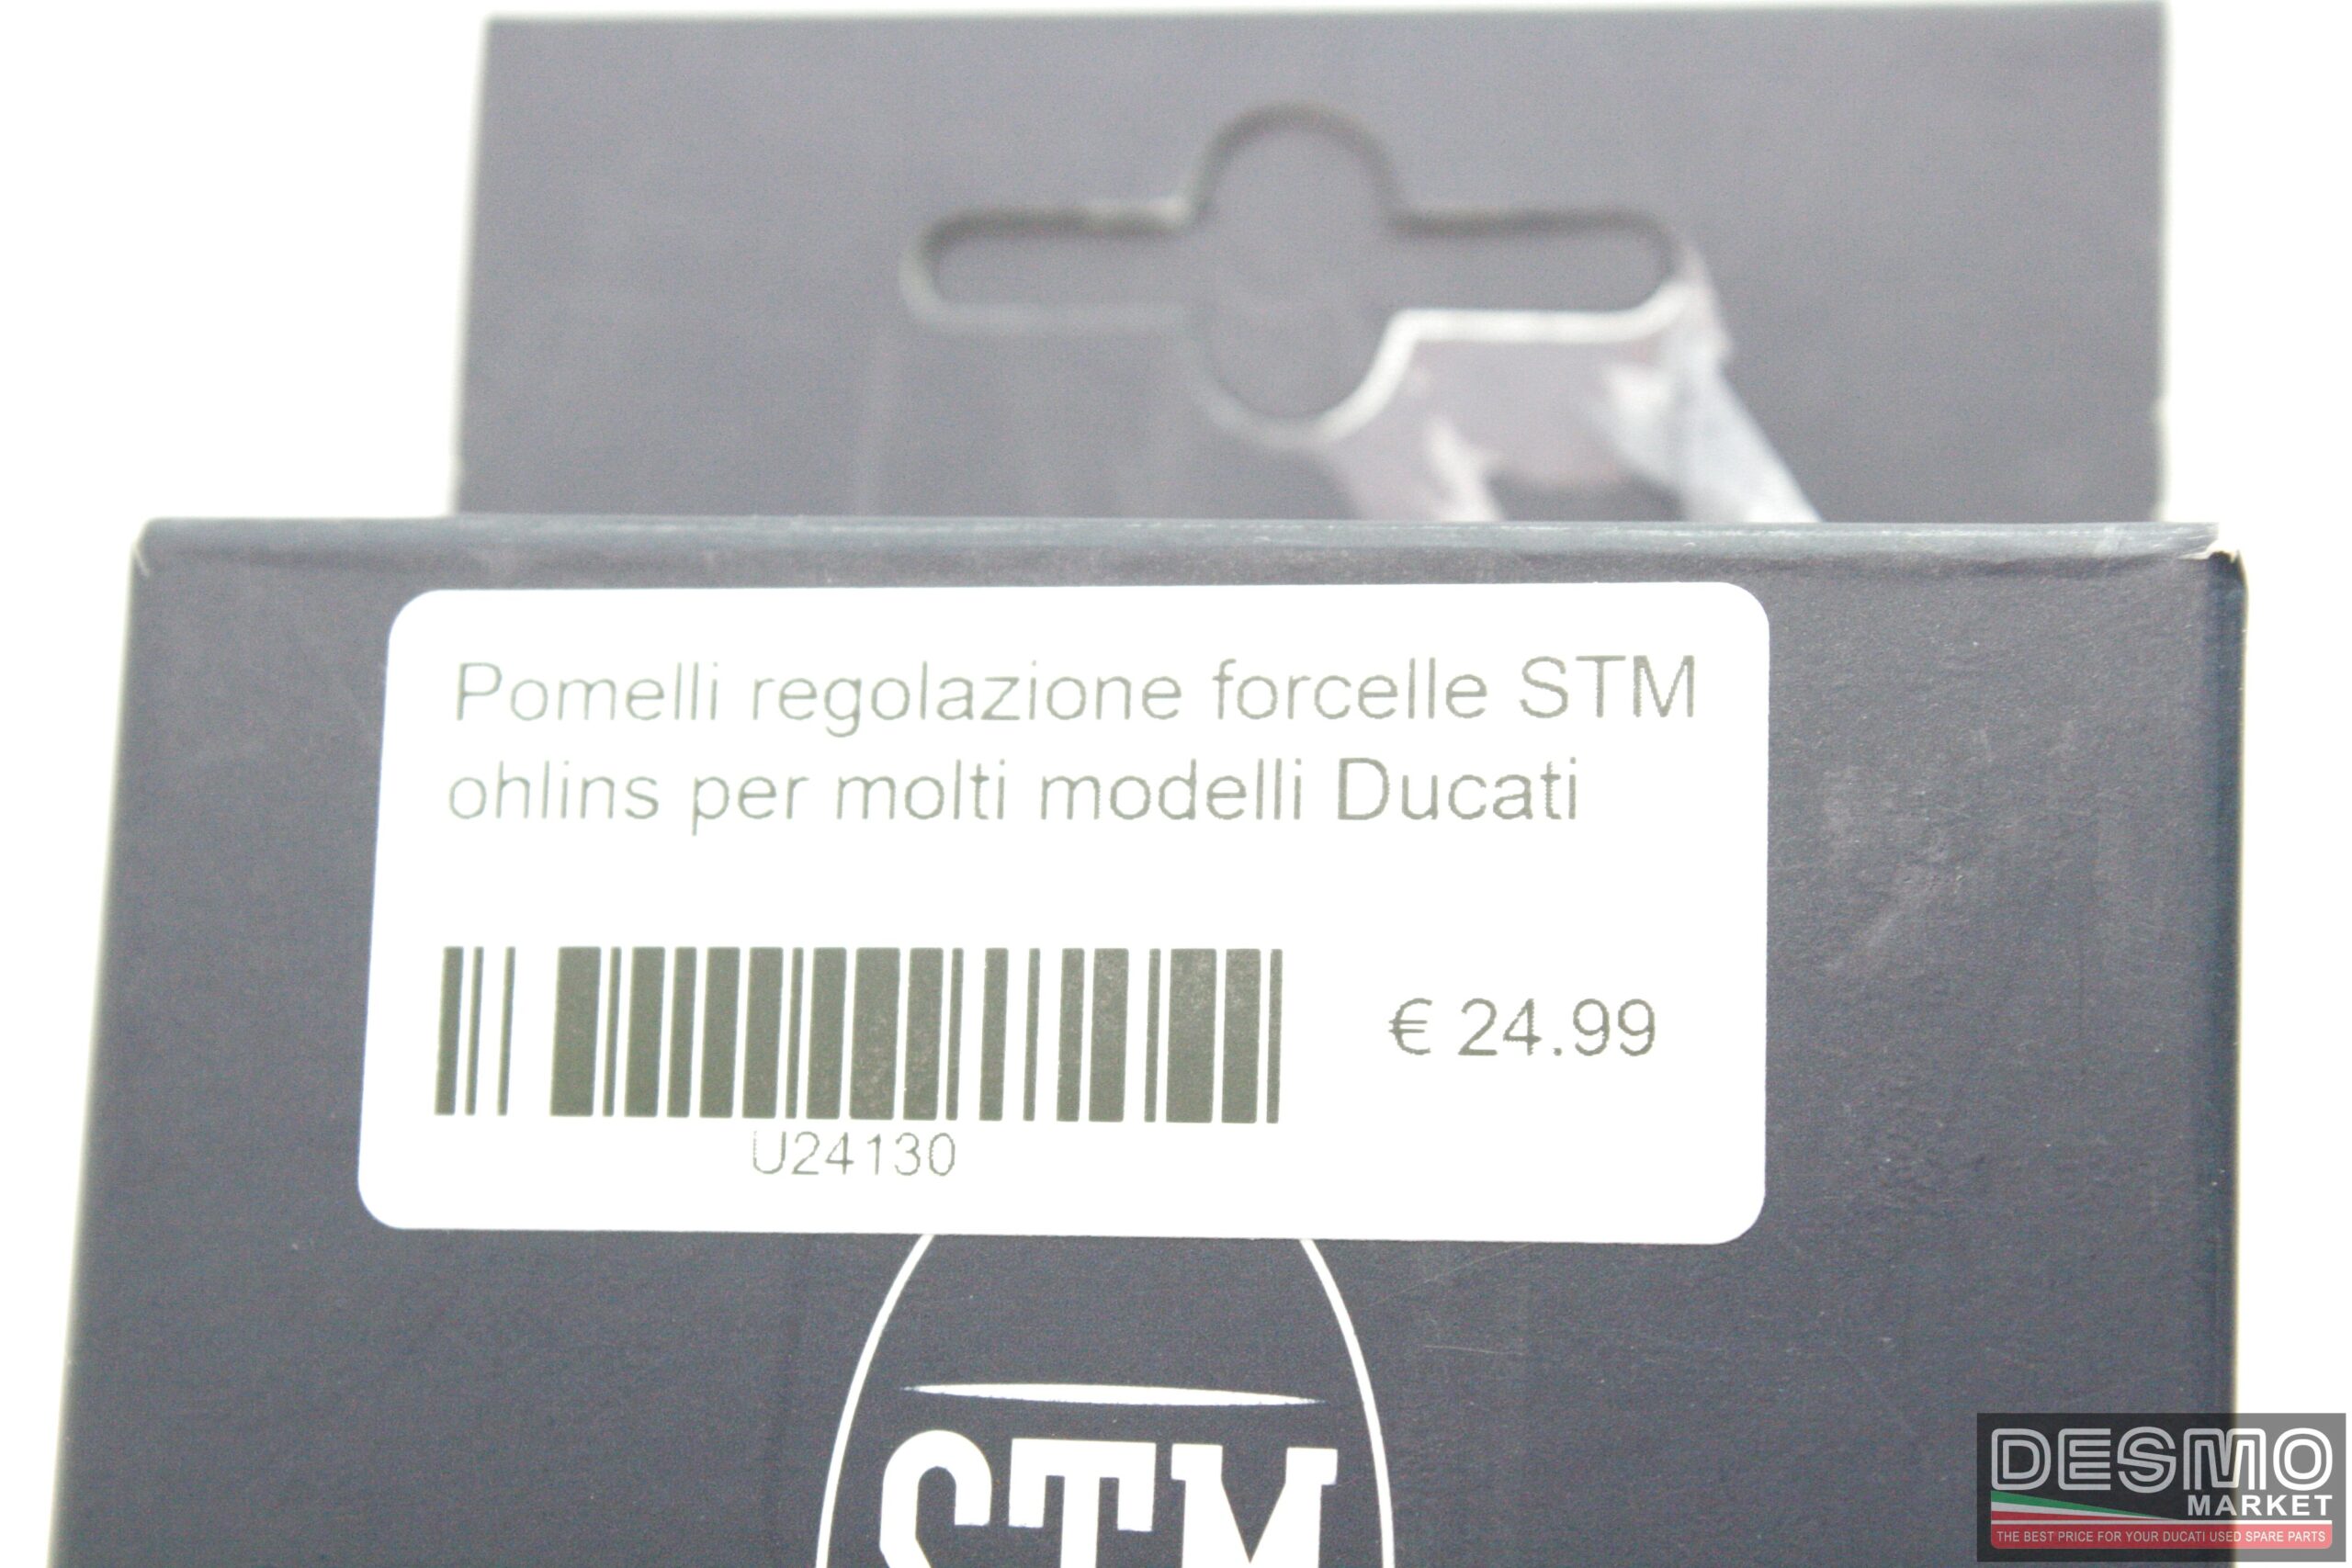 Pomelli regolazione forcelle STM
ohlins per molti modelli Ducati
€ 24.99
U24130
STM
DESMO
MARKET
THE BEST PRICE FOR YOUR DUCATI USED SPARE PARTS